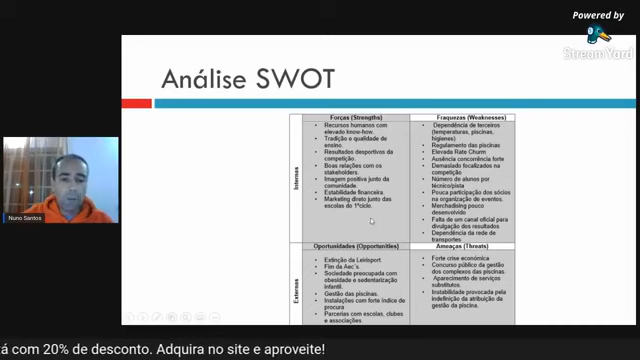 Powered by
StreamYard
Análise SWOT
Forças (Strengths)
• Recursos humanos com
elevado know-how.
• Tradição e qualidade de
ensino.
• Resultados desportivos da
competição.
• Boas relações com os
stakeholders.
• Imagem positiva junto da
comunidade.
• Estabilidade financeira.
• Marketing direto junto das
escolas do 1ºciclo.
Fraquezas (Weaknesses)
• Dependência de terceiros
(temperaturas, piscinas,
higienes)
• Regulamento das piscinas
• Elevada Rate Churm
• Ausência concorrência forte
• Demasiado focalizados na
competição
• Número de alunos por
técnico/pista
• Pouca participação dos sócios
na organização de eventos.
• Merchadising pouco
desenvolvido
• Falta de um canal oficial para
divulgação dos resultados
• Dependência da rede de
transportes
Internas
Oportunidades (Opportunities)
• Extinção da Leirisport.
• Fim da Aec´s
• Sociedade preocupada com
obesidade e sedentarização
infantil.
• Gestão das piscinas.
• Instalações com forte índice de
procura
• Parcerias com escolas, clubes
e associações
Ameaças (Threats)
• Forte crise económica
• Concurso público da gestão
dos complexos das piscinas.
• Aparecimento de serviços
substitutos.
• Instabilidade provocada pela
indefinição da atribuição da
gestão da piscina.
Externas
Nuno Santos
tá com 20% de desconto. Adquira no site e aproveite!